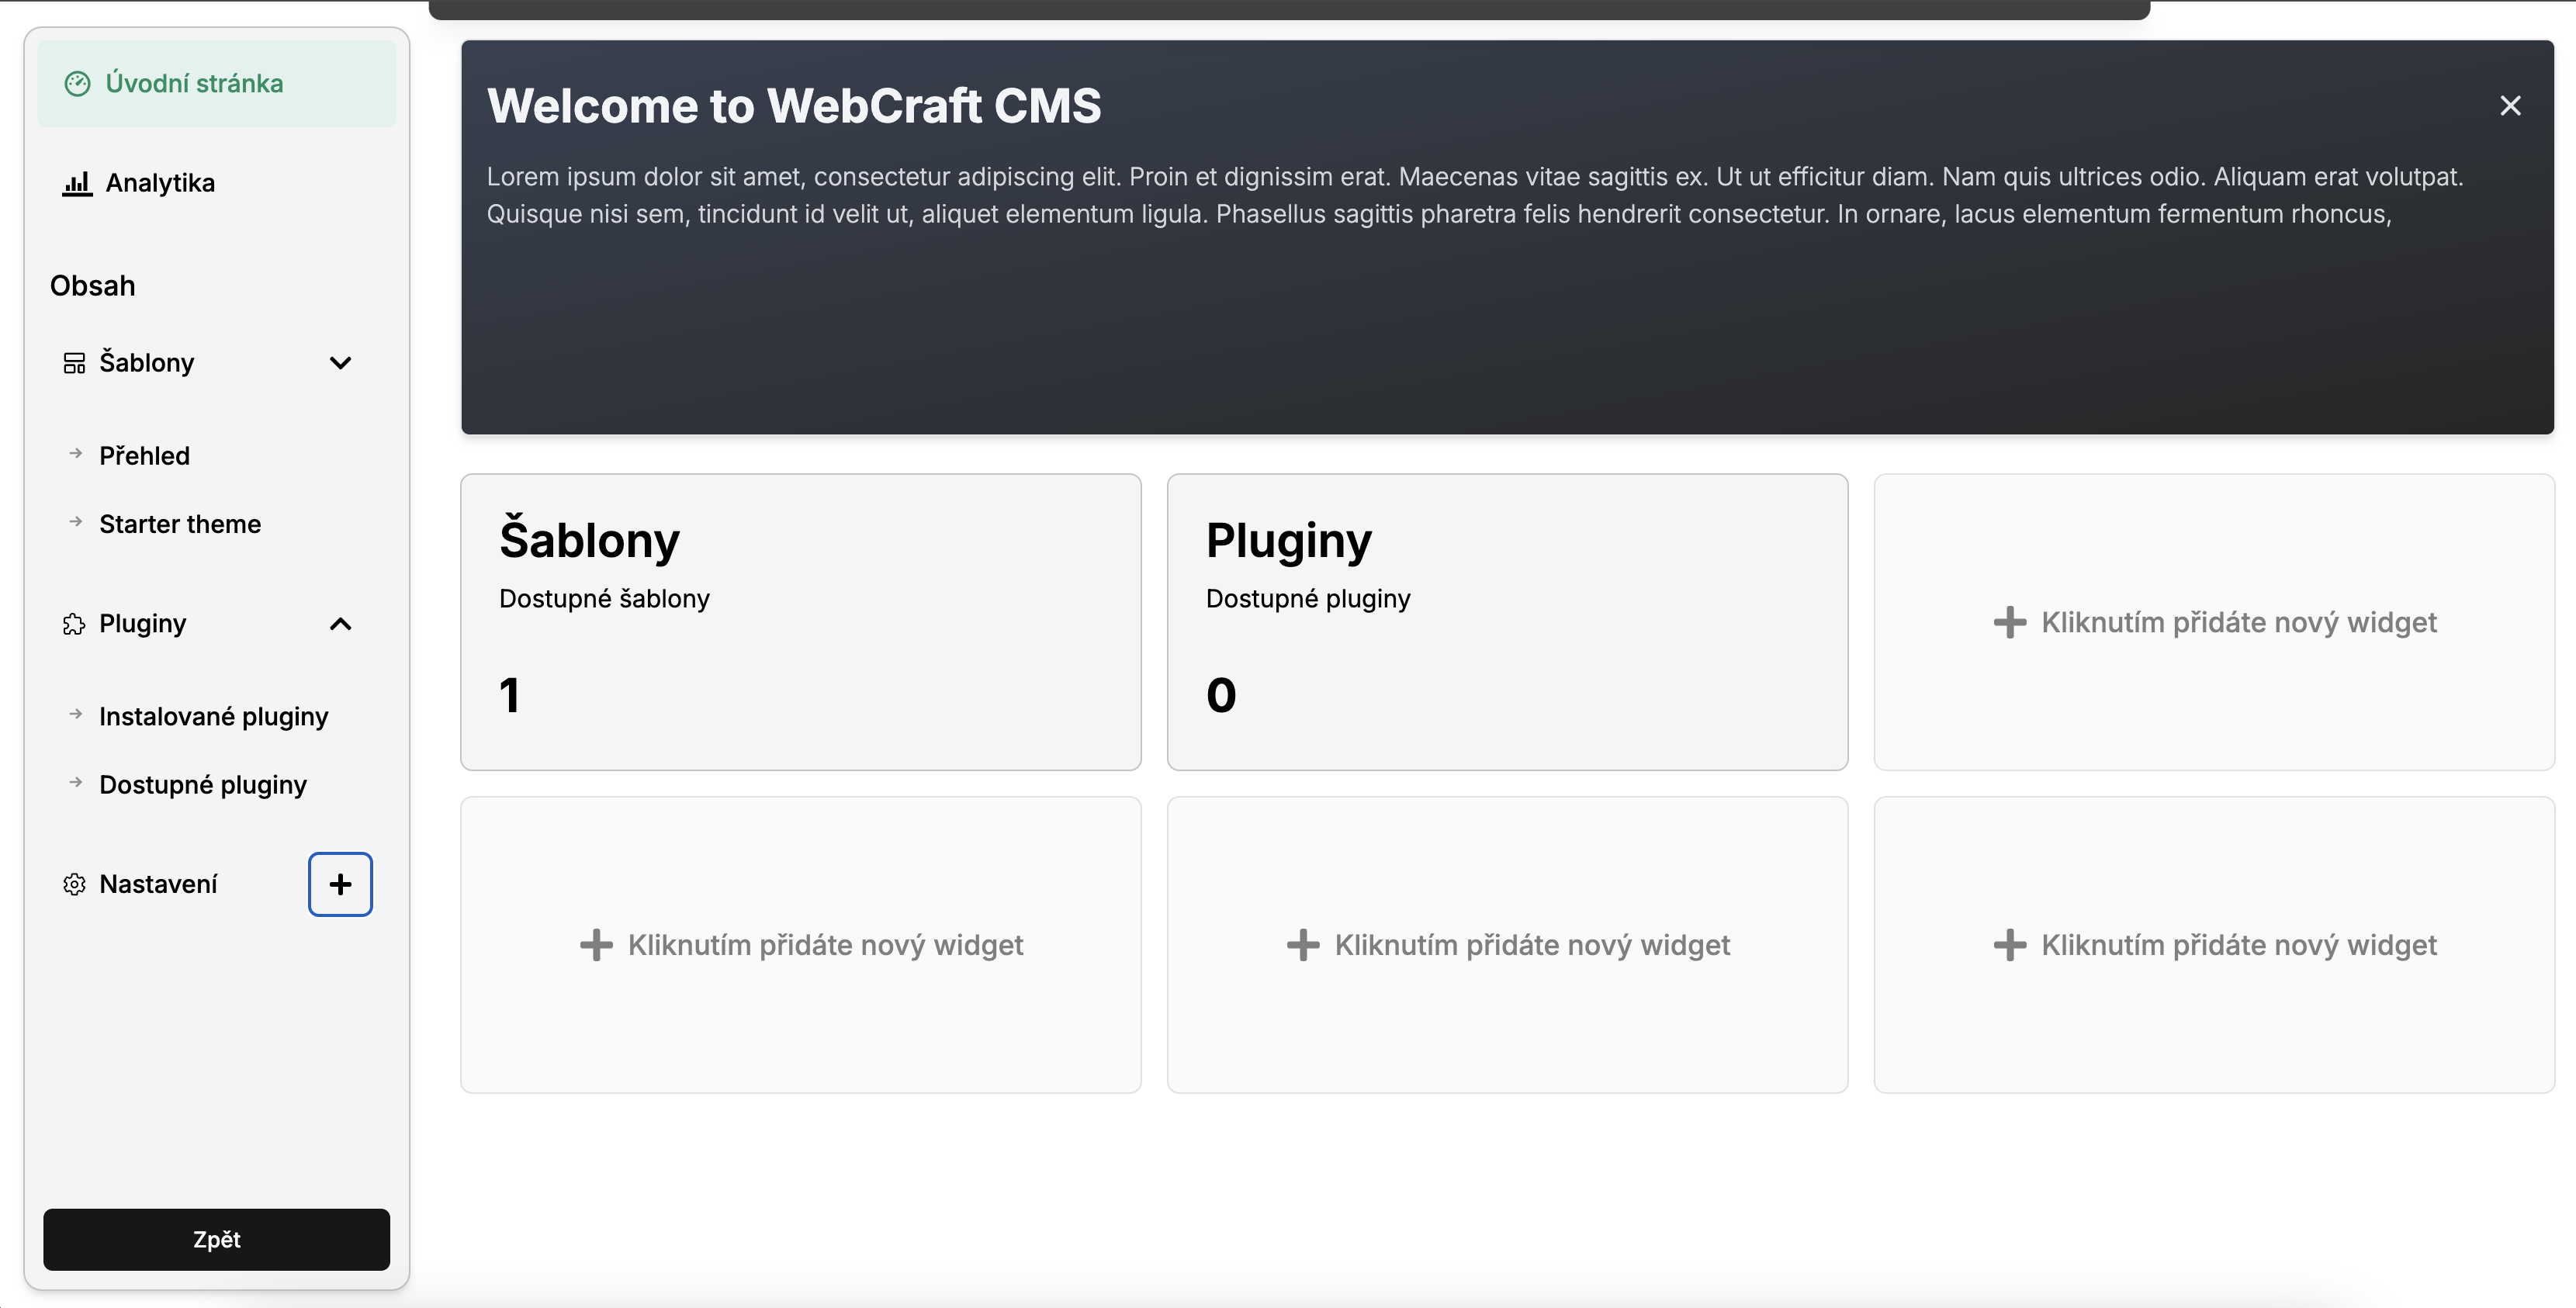 Úvodní stránka
Analytika
Obsah
Šablony
Přehled
Starter theme
Pluginy
Instalované pluginy
Dostupné pluginy
Nastavení
Zpět
Welcome to WebCraft CMS
Lorem ipsum dolor sit amet, consectetur adipiscing elit. Proin et dignissim erat. Maecenas vitae sagittis ex. Ut ut efficitur diam. Nam quis ultrices odio. Aliquam erat volutpat.
Quisque nisi sem, tincidunt id velit ut, aliquet elementum ligula. Phasellus sagittis pharetra felis hendrerit consectetur. In ornare, lacus elementum fermentum rhoncus,
Šablony
Dostupné šablony
1
Pluginy
Dostupné pluginy
0
Kliknutím přidáte nový widget
Kliknutím přidáte nový widget
Kliknutím přidáte nový widget
Kliknutím přidáte nový widget